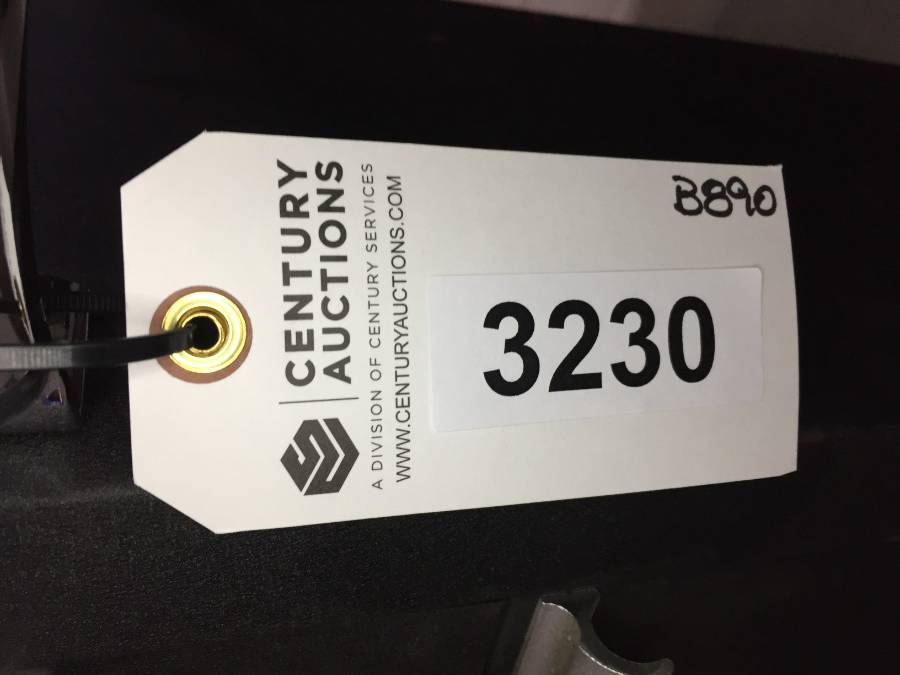 CENTURY
AUCTIONS
A DIVISION OF CENTURY SERVICES
WWW.CENTURYAUCTIONS.COM
3230
B890